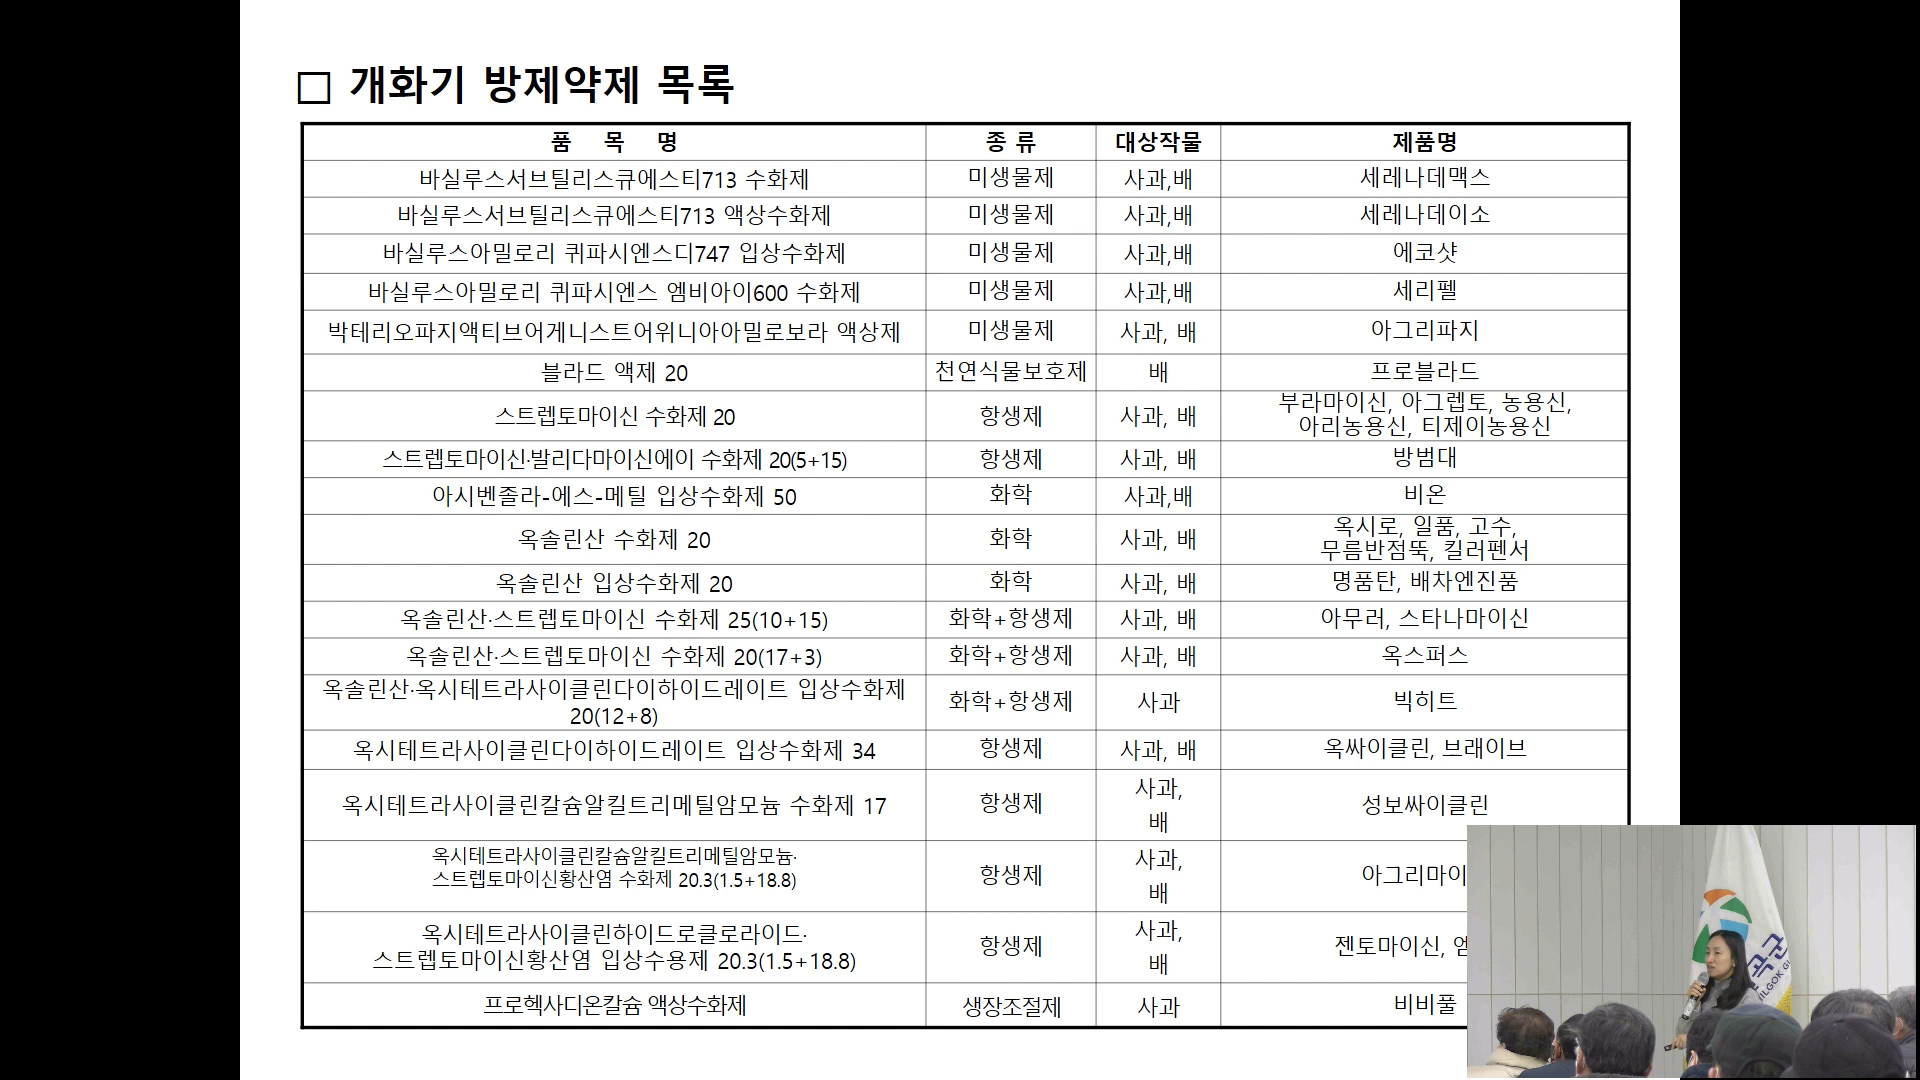 □ 개화기 방제약제 목록
품 목 명 종 류 대상작물 제품명
바실루스서브틸리스큐에스티713 수화제 미생물제 사과,배 세레나데맥스
바실루스서브틸리스큐에스티713 액상수화제 미생물제 사과,배 세레나데이소
바실루스아밀로리 퀴파시엔스디747 입상수화제 미생물제 사과,배 에코샷
바실루스아밀로리 퀴파시엔스 엠비아이600 수화제 미생물제 사과,배 세리펠
박테리오파지액티브어게니스트어위니아아밀로보라 액상제 미생물제 사과, 배 아그리파지
블라드 액제 20 천연식물보호제 배 프로블라드
스트렙토마이신 수화제 20 항생제 사과, 배 부라마이신, 아그렙토, 농용신,
아리농용신, 티제이농용신
스트렙토마이신·발리다마이신에이 수화제 20(5+15) 항생제 사과, 배 방범대
아시벤졸라-에스-메틸 입상수화제 50 화학 사과,배 비온
옥솔린산 수화제 20 화학 사과, 배 옥시로, 일품, 고수,
무름반점뚝, 킬러펜서
옥솔린산 입상수화제 20 화학 사과, 배 명품탄, 배차엔진품
옥솔린산·스트렙토마이신 수화제 25(10+15) 화학+항생제 사과, 배 아무러, 스타나마이신
옥솔린산·스트렙토마이신 수화제 20(17+3) 화학+항생제 사과, 배 옥스퍼스
옥솔린산·옥시테트라사이클린다이하이드레이트 입상수화제
20(12+8) 화학+항생제 사과 빅히트
옥시테트라사이클린다이하이드레이트 입상수화제 34 항생제 사과, 배 옥싸이클린, 브래이브
옥시테트라사이클린칼슘알킬트리메틸암모늄 수화제 17 항생제 사과,
배 성보싸이클린
옥시테트라사이클린칼슘알킬트리메틸암모늄·
스트렙토마이신황산염 수화제 20.3(1.5+18.8) 항생제 사과,
배 아그리마이
옥시테트라사이클린하이드로클로라이드·
스트렙토마이신황산염 입상수용제 20.3(1.5+18.8) 항생제 사과,
배 젠토마이신,
프로헥사디온칼슘 액상수화제 생장조절제 사과 비비풀
곡군